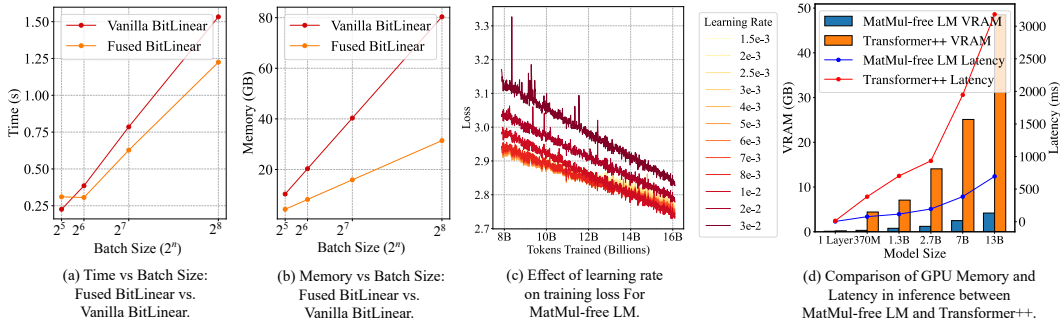 Vanilla BitLinear
Fused BitLinear
Time (s)
1.50
1.25
1.00
0.75
0.50
0.25
2^5 2^6 2^7 2^8
Batch Size (2^n)
(a) Time vs Batch Size:
Fused BitLinear vs.
Vanilla BitLinear.
Vanilla BitLinear
Fused BitLinear
Memory (GB)
80
60
40
20
2^5 2^6 2^7 2^8
Batch Size (2^n)
(b) Memory vs Batch Size:
Fused BitLinear vs.
Vanilla BitLinear.
Loss
3.3
3.2
3.1
3.0
2.9
2.8
2.7
8B 10B 12B 14B 16B
Tokens Trained (Billions)
Learning Rate
1.5e-3
2e-3
2.5e-3
3e-3
4e-3
5e-3
6e-3
7e-3
8e-3
1e-2
2e-2
3e-2
(c) Effect of learning rate
on training loss For
MatMul-free LM.
MatMul-free LM VRAM
Transformer++ VRAM
MatMul-free LM Latency
Transformer++ Latency
VRAM (GB)
50
40
30
20
10
0
Latency (ms)
3000
2500
2000
1500
1000
500
0
1 Layer 370M 1.3B 2.7B 7B 13B
Model Size
(d) Comparison of GPU Memory and
Latency in inference between
MatMul-free LM and Transformer++.